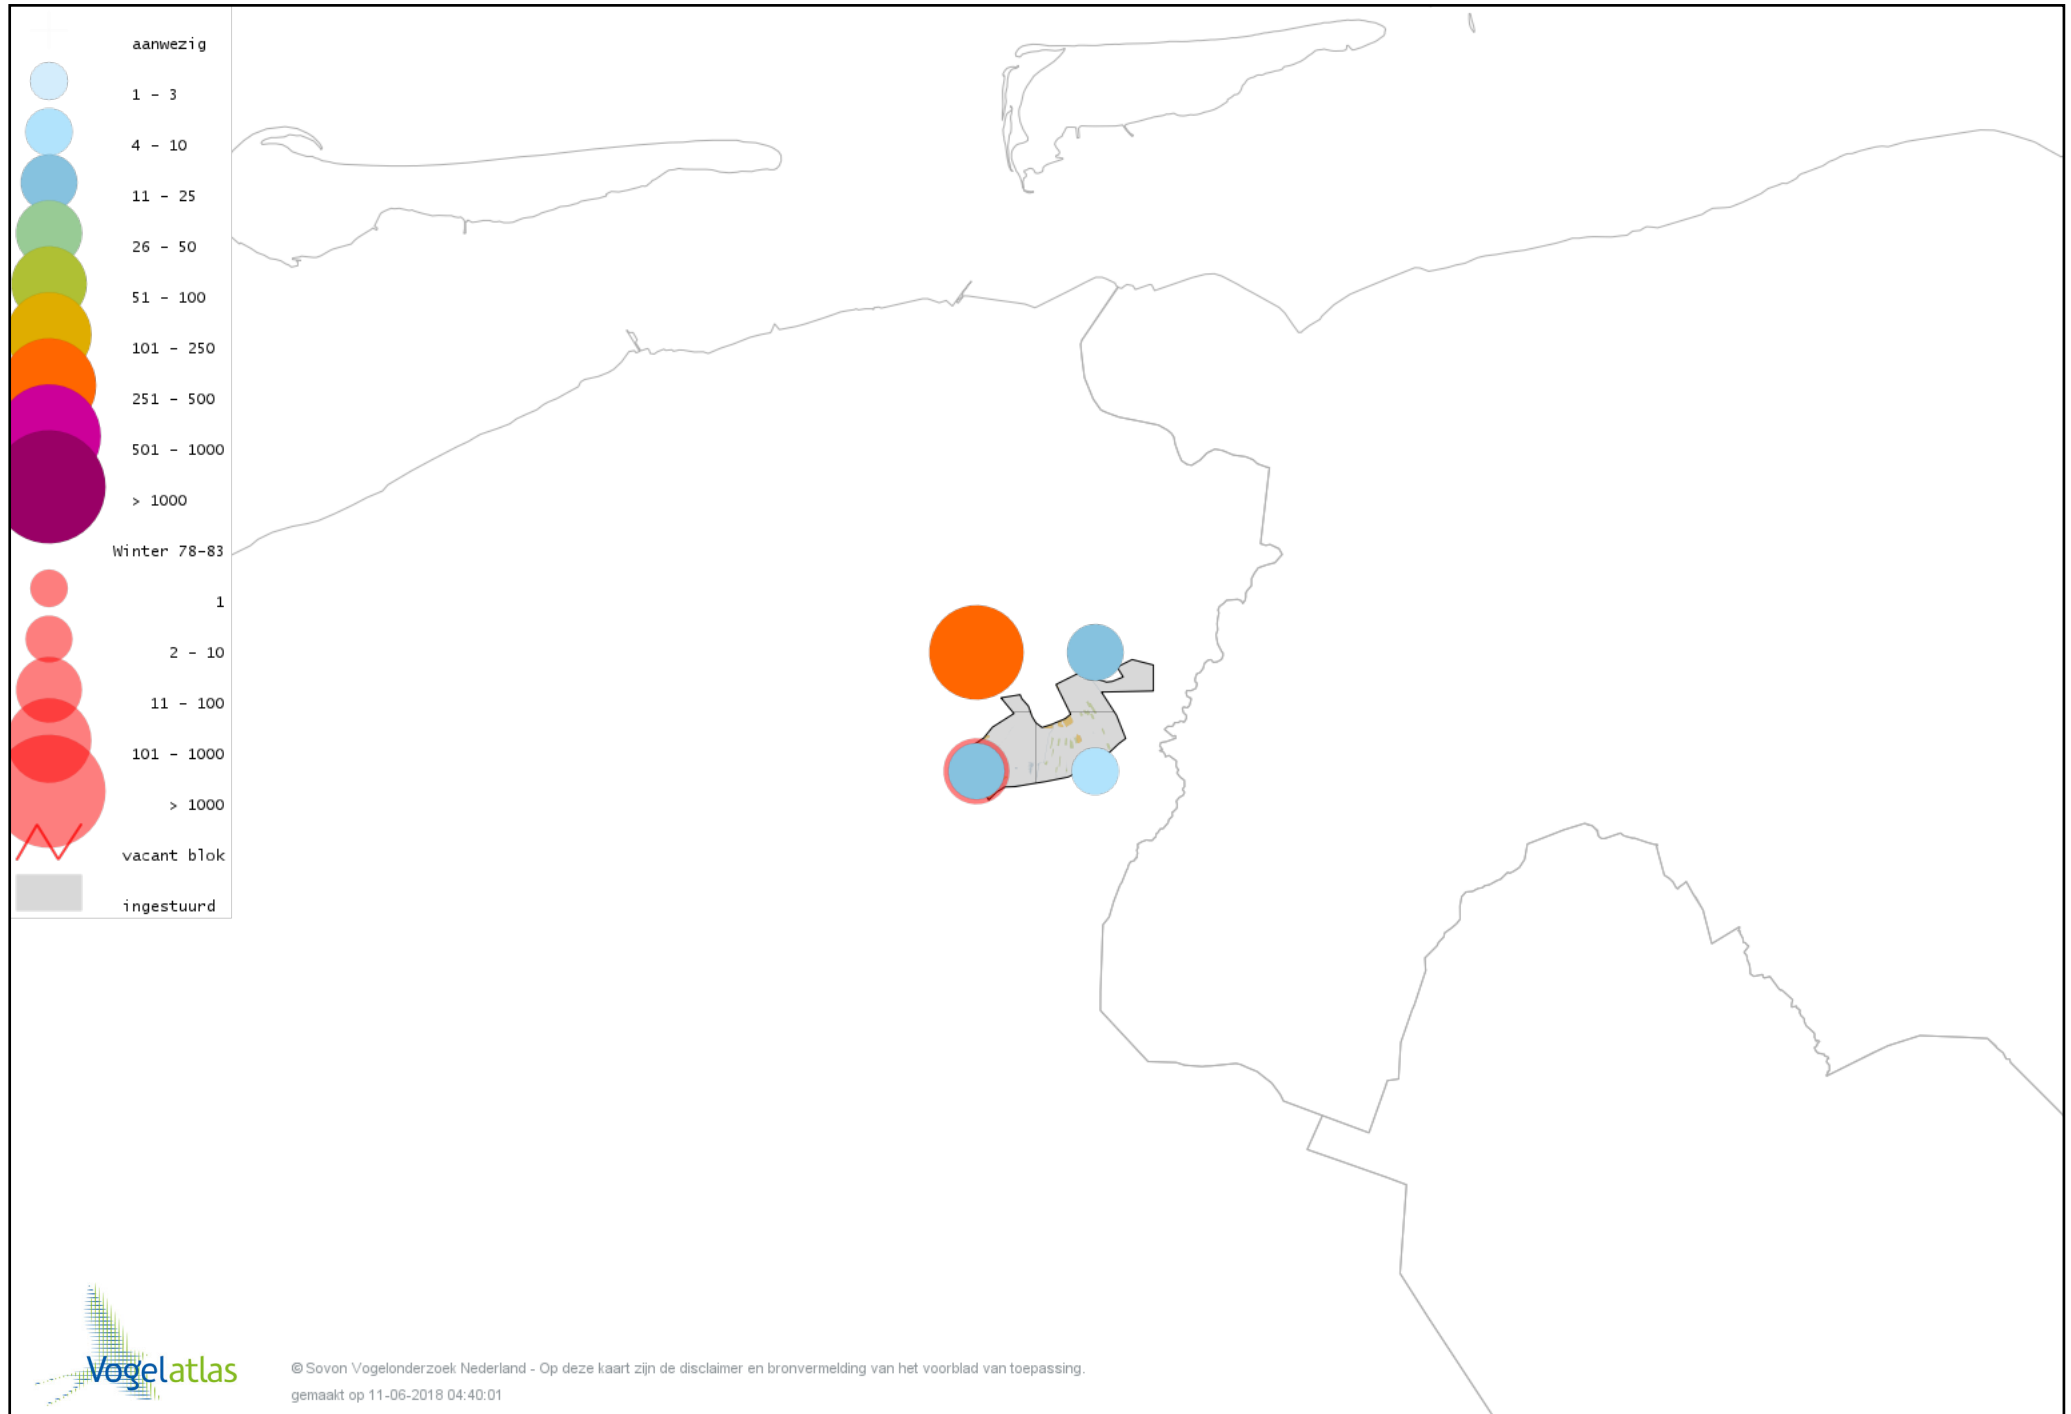 aanwezig
1 - 3
4 - 10
11 - 25
26 - 50
51 - 100
101 - 250
251 - 500
501 - 1000
> 1000
Winter 78-83
1
2 - 10
11 - 100
101 - 1000
> 1000
vacant blok
ingestuurd
Vogelatlas
© Sovon Vogelonderzoek Nederland - Op deze kaart zijn de disclaimer en bronvermelding van het voorblad van toepassing.
gemaakt op 11-06-2018 04:40:01